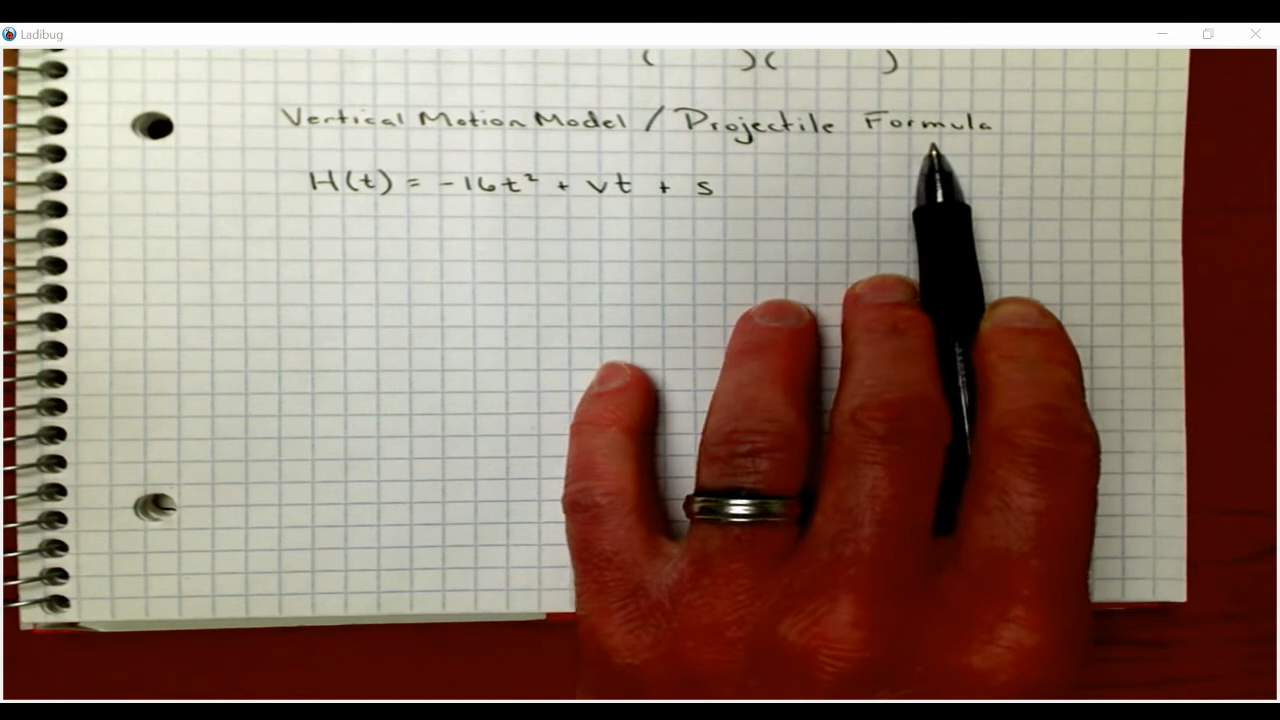 Ladibug
( )( )
Vertical Motion Model / Projectile Formula
H(t) = -16t² + vt + s